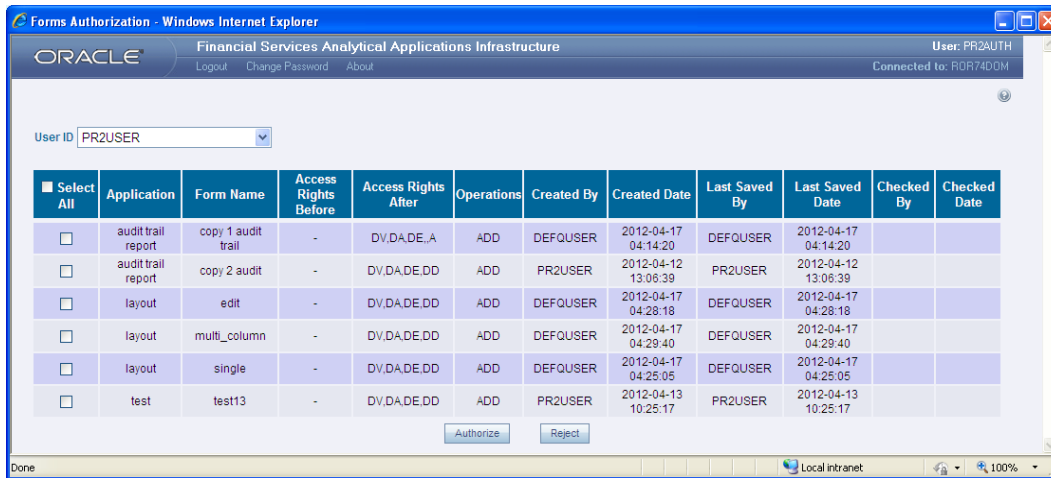 Forms Authorization - Windows Internet Explorer
ORACLE
Financial Services Analytical Applications Infrastructure
User: PR2AUTH
Logout Change Password About
Connected to: ROR74DOM
User ID PR2USER
Select All Application Form Name Access Rights Before Access Rights After Operations Created By Created Date Last Saved By Last Saved Date Checked By Checked Date
audit trail report copy 1 audit trail - DV,DA,DE,,A ADD DEFQUSER 2012-04-17 04:14:20 DEFQUSER 2012-04-17 04:14:20
audit trail report copy 2 audit - DV,DA,DE,DD ADD PR2USER 2012-04-12 13:06:39 PR2USER 2012-04-12 13:06:39
layout edit - DV,DA,DE,DD ADD DEFQUSER 2012-04-17 04:28:18 DEFQUSER 2012-04-17 04:28:18
layout multi_column - DV,DA,DE,DD ADD DEFQUSER 2012-04-17 04:29:40 DEFQUSER 2012-04-17 04:29:40
layout single - DV,DA,DE,DD ADD DEFQUSER 2012-04-17 04:25:05 DEFQUSER 2012-04-17 04:25:05
test test13 - DV,DA,DE,DD ADD PR2USER 2012-04-13 10:25:17 PR2USER 2012-04-13 10:25:17
Authorize Reject
Done Local intranet 100%